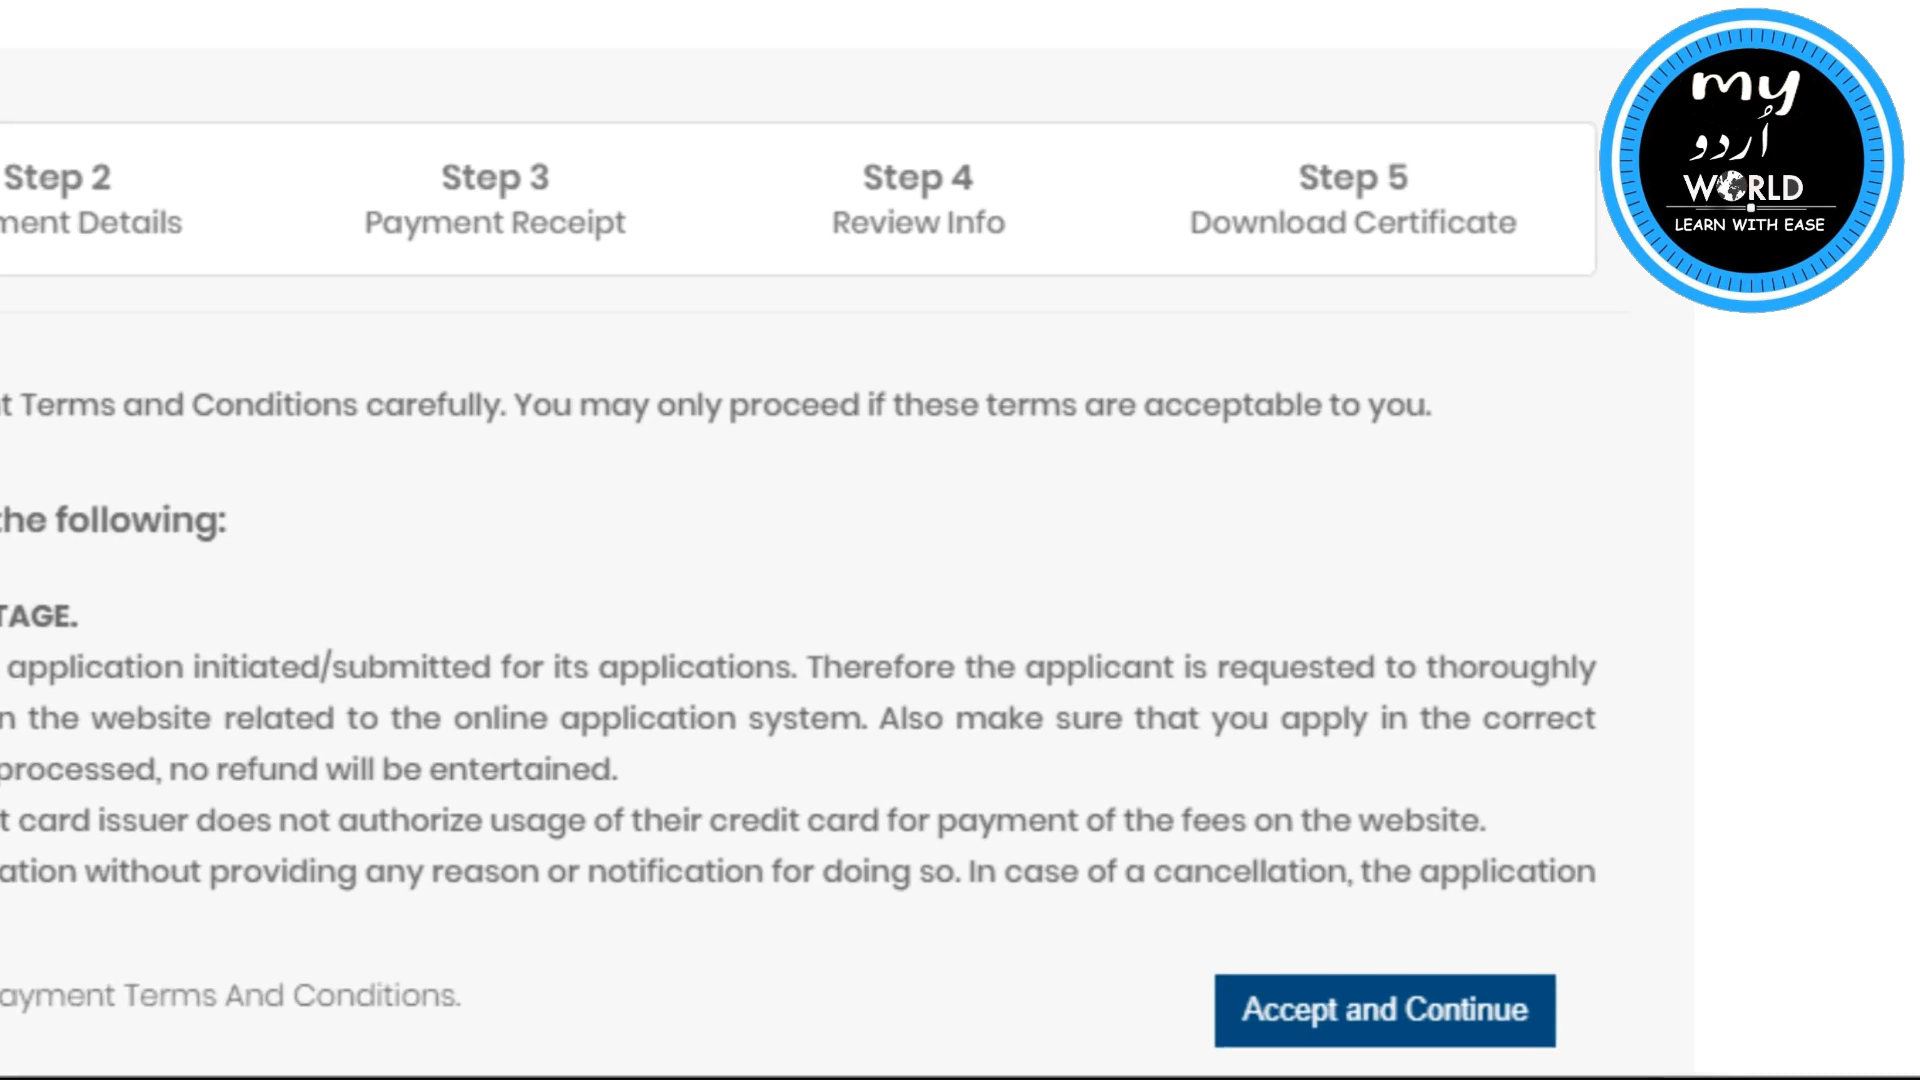 my
اُردو
WORLD
LEARN WITH EASE
Step 2 Step 3 Step 4 Step 5
ment Details Payment Receipt Review Info Download Certificate
t Terms and Conditions carefully. You may only proceed if these terms are acceptable to you.
the following:
TAGE.
application initiated/submitted for its applications. Therefore the applicant is requested to thoroughly
n the website related to the online application system. Also make sure that you apply in the correct
processed, no refund will be entertained.
t card issuer does not authorize usage of their credit card for payment of the fees on the website.
ation without providing any reason or notification for doing so. In case of a cancellation, the application
ayment Terms And Conditions.
Accept and Continue